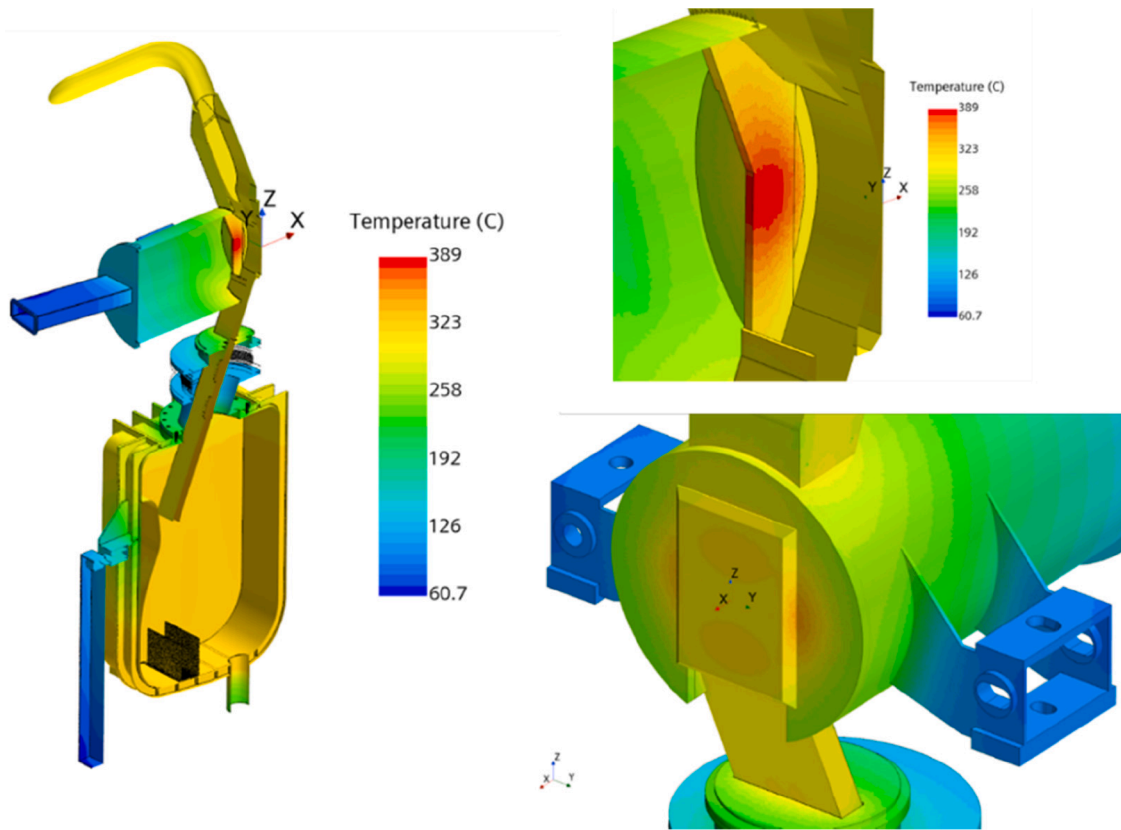 Z
Y
X
Temperature (C)
389
323
258
192
126
60.7
Temperature (C)
389
323
258
192
126
60.7
Z
Y
X
Z
X
Y
Z
X
Y